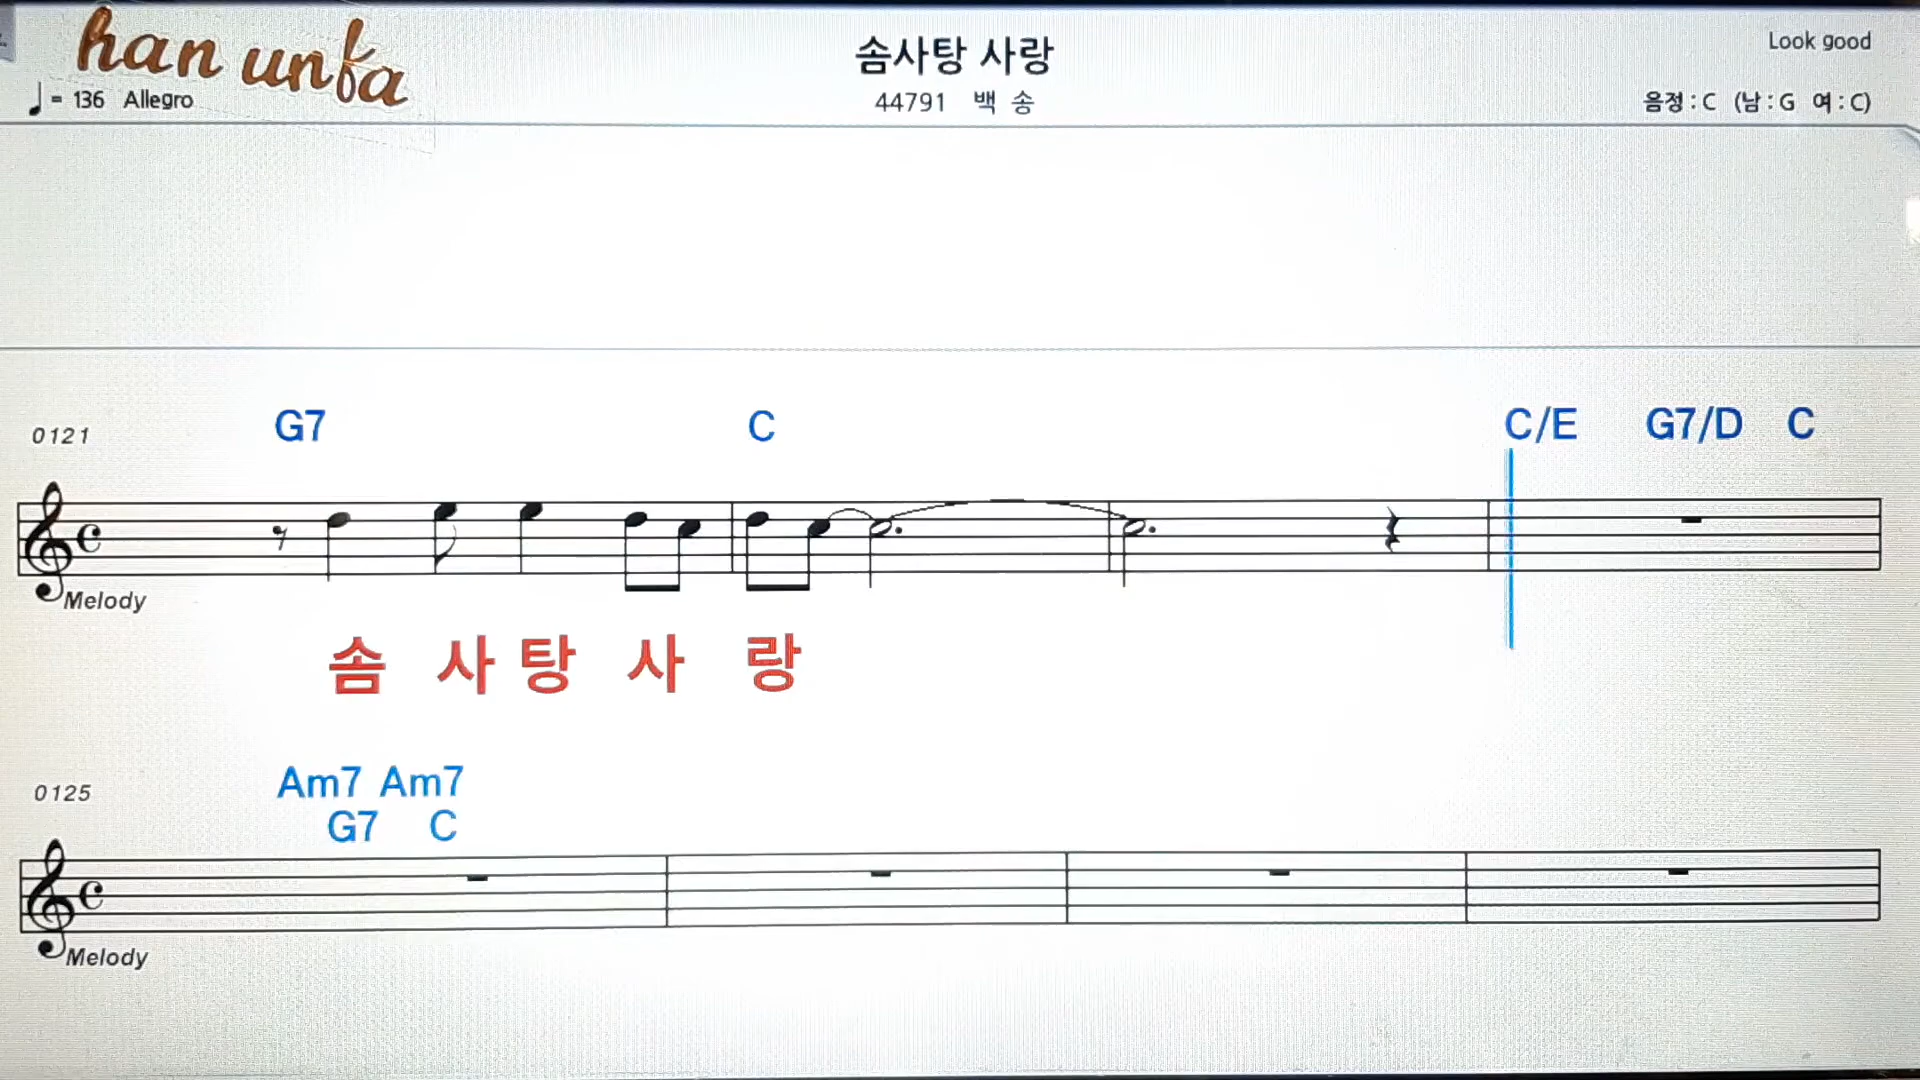 han unfa
♩= 136 Allegro
솜사탕 사랑
44791 백 송
Look good
음정 : C (남 : G 여 : C)
0121
G7 C C/E G7/D C
Melody
솜 사 탕 사 랑
0125
Am7 Am7
G7 C
Melody